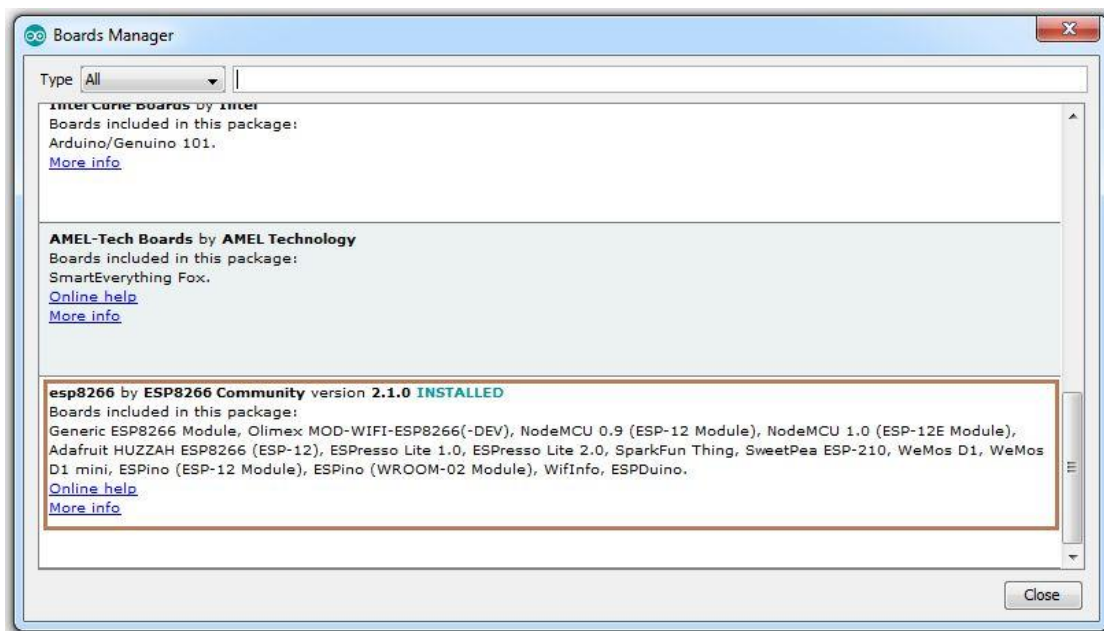 Boards Manager
Type All
Intel Curie Boards by Intel
Boards included in this package:
Arduino/Genuino 101.
More info
AMEL-Tech Boards by AMEL Technology
Boards included in this package:
SmartEverything Fox.
Online help
More info
esp8266 by ESP8266 Community version 2.1.0 INSTALLED
Boards included in this package:
Generic ESP8266 Module, Olimex MOD-WIFI-ESP8266(-DEV), NodeMCU 0.9 (ESP-12 Module), NodeMCU 1.0 (ESP-12E Module),
Adafruit HUZZAH ESP8266 (ESP-12), ESPresso Lite 1.0, ESPresso Lite 2.0, SparkFun Thing, SweetPea ESP-210, WeMos D1, WeMos
D1 mini, ESPino (ESP-12 Module), ESPino (WROOM-02 Module), WifInfo, ESPDuino.
Online help
More info
Close